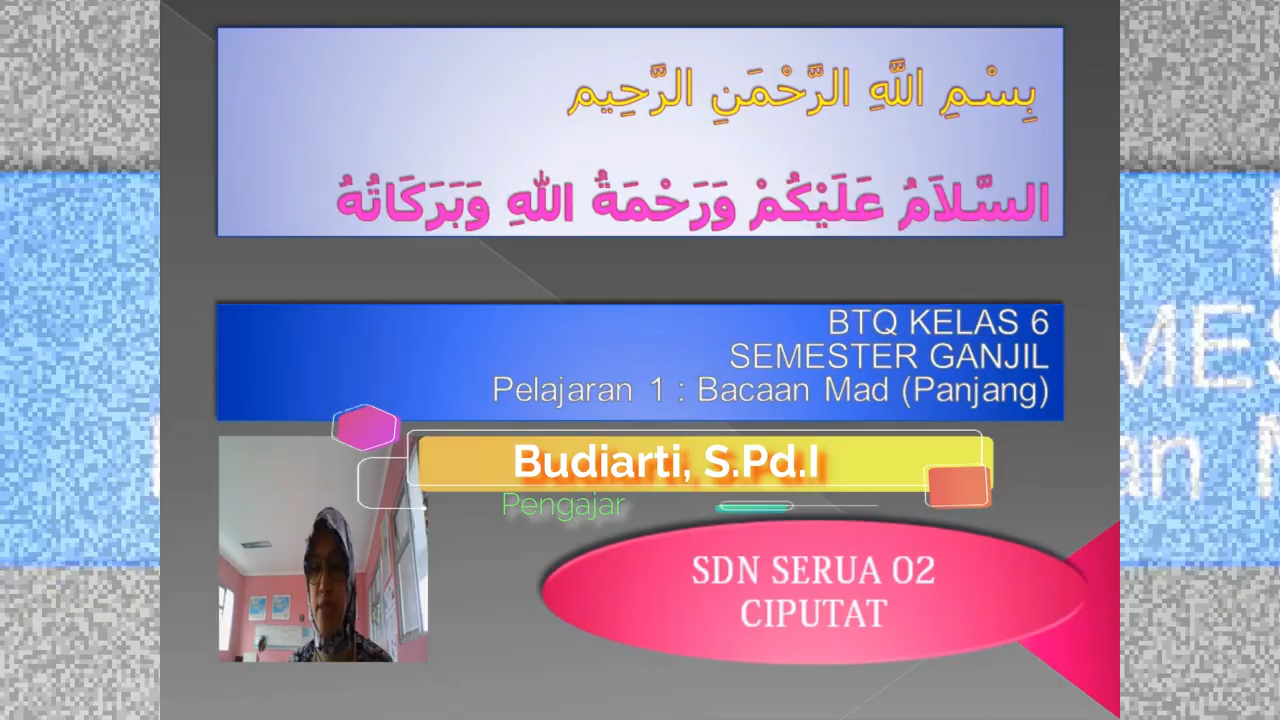 بِسْمِ اللَّهِ الرَّحْمَنِ الرَّحِيم
السَّلاَمُ عَلَيْكُمْ وَرَحْمَةُ اللهِ وَبَرَكَاتُهُ
BTQ KELAS 6
SEMESTER GANJIL
Pelajaran 1 : Bacaan Mad (Panjang)
Budiarti, S.Pd.I
Pengajar
SDN SERUA 02
CIPUTAT